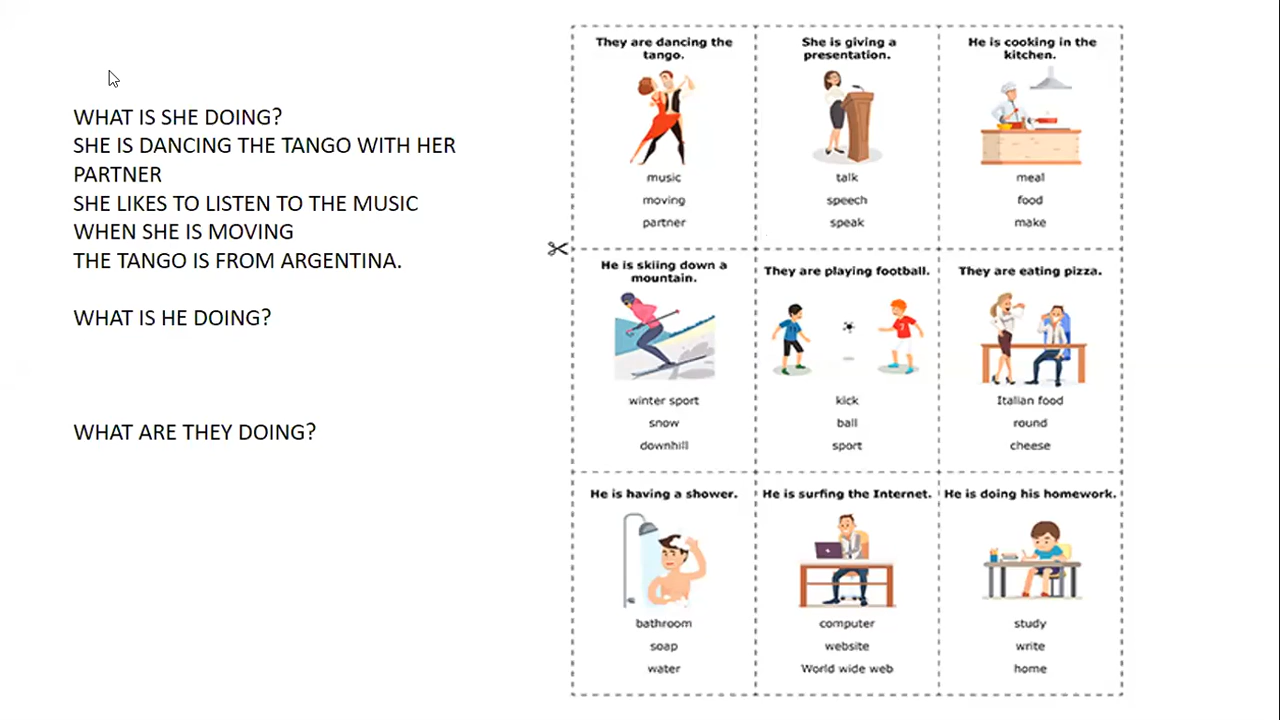 WHAT IS SHE DOING?
SHE IS DANCING THE TANGO WITH HER
PARTNER
SHE LIKES TO LISTEN TO THE MUSIC
WHEN SHE IS MOVING
THE TANGO IS FROM ARGENTINA.
WHAT IS HE DOING?
WHAT ARE THEY DOING?
They are dancing the
tango.
music
moving
partner
She is giving a
presentation.
talk
speech
speak
He is cooking in the
kitchen.
meal
food
make
He is skiing down a
mountain.
winter sport
snow
downhill
They are playing football.
kick
ball
sport
They are eating pizza.
Italian food
round
cheese
He is having a shower.
bathroom
soap
water
He is surfing the Internet.
computer
website
World wide web
He is doing his homework.
study
write
home